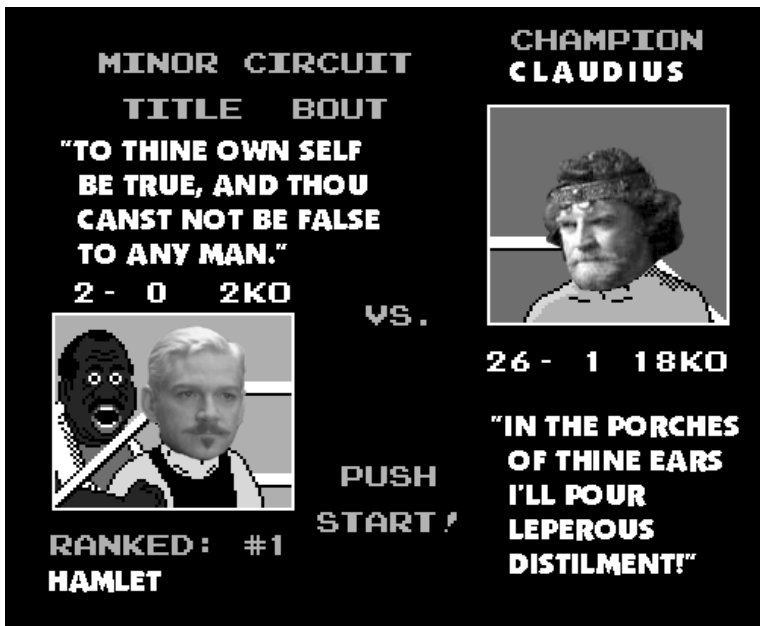 MINOR CIRCUIT
TITLE BOUT
"TO THINE OWN SELF
BE TRUE, AND THOU
CANST NOT BE FALSE
TO ANY MAN."
2- 0 2KO
RANKED: #1
HAMLET
VS.
PUSH
START!
CHAMPION
CLAUDIUS
26- 1 18KO
"IN THE PORCHES
OF THINE EARS
I'LL POUR
LEPEROUS
DISTILMENT!"